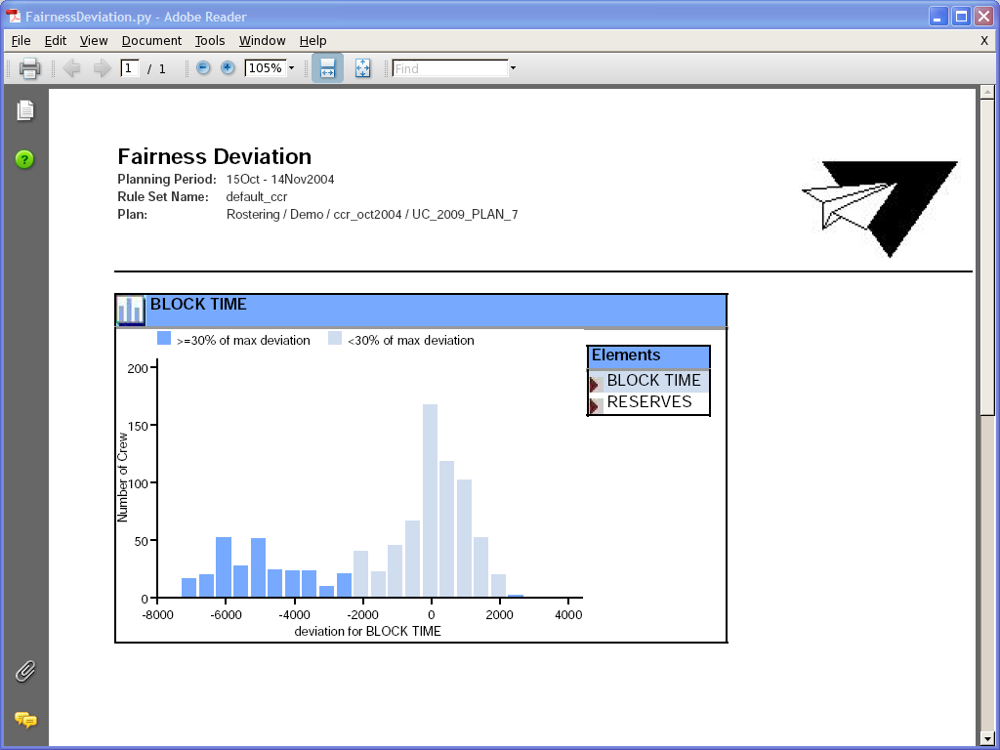 FairnessDeviation.py - Adobe Reader
File Edit View Document Tools Window Help X
1 / 1 105% Find
Fairness Deviation
Planning Period: 15Oct - 14Nov2004
Rule Set Name: default_ccr
Plan: Rostering / Demo / ccr_oct2004 / UC_2009_PLAN_7
BLOCK TIME
>=30% of max deviation <30% of max deviation
Elements
BLOCK TIME
RESERVES
Number of Crew
200
150
100
50
0
-8000 -6000 -4000 -2000 0 2000 4000
deviation for BLOCK TIME